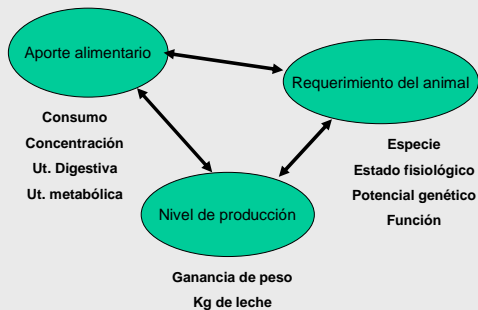 Aporte alimentario
Consumo
Concentración
Ut. Digestiva
Ut. metabólica
Requerimiento del animal
Especie
Estado fisiológico
Potencial genético
Función
Nivel de producción
Ganancia de peso
Kg de leche